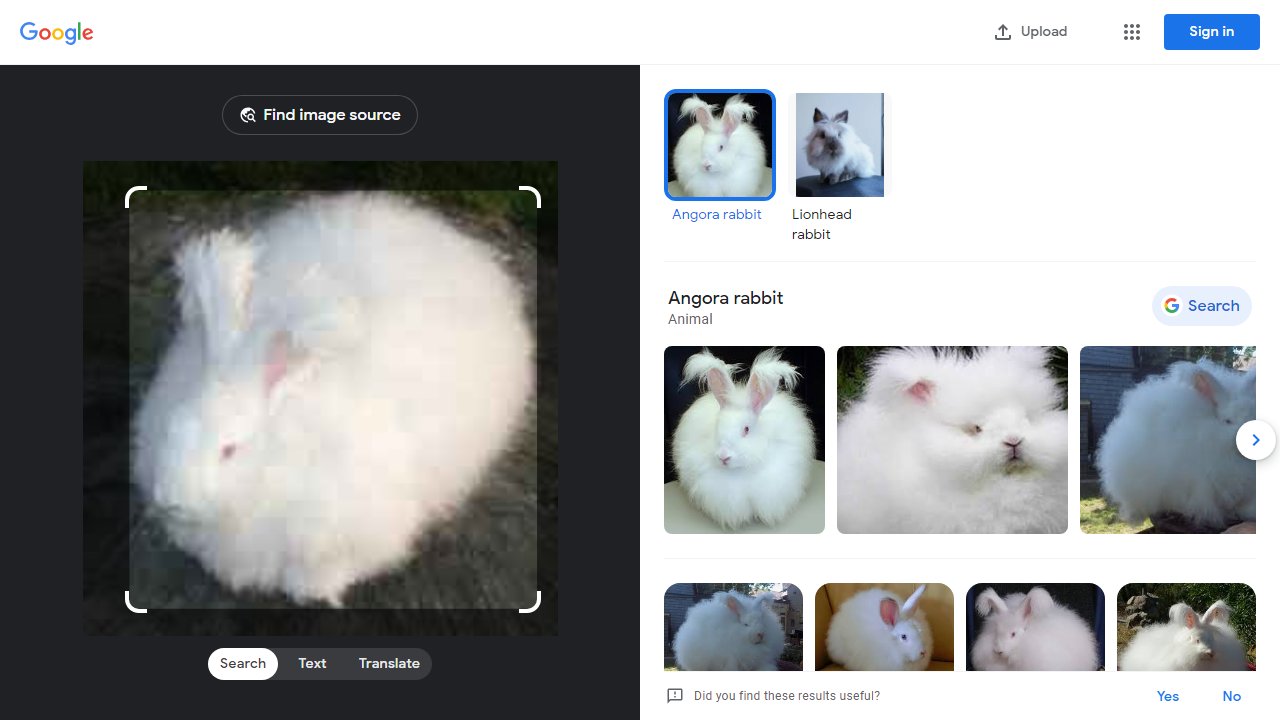 Google
Upload
Sign in
Find image source
Angora rabbit
Lionhead
rabbit
Angora rabbit
Animal
Search
Search
Text
Translate
Did you find these results useful?
Yes
No